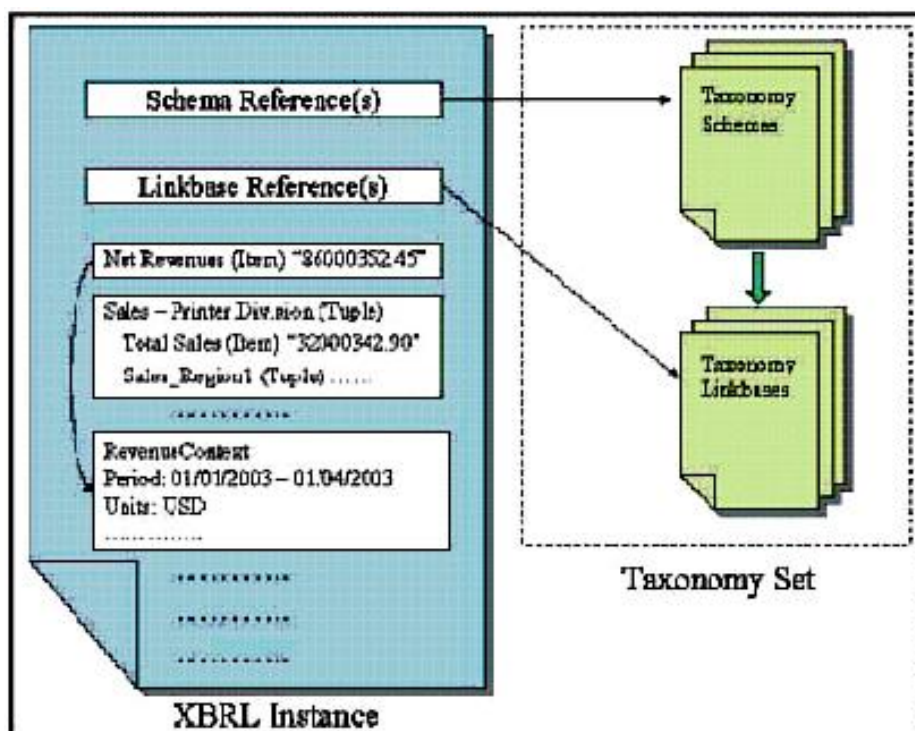 Schema Reference(s)
Linkbase Reference(s)
Net Revenues (Item) "86000352.45"
Sales – Printer Division (Tuple)
Total Sales (Item) "32000342.90"
Sales_Region1 (Tuple) ......
..............
RevenueContext
Period: 01/01/2003 – 01/04/2003
Units: USD
..............
..............
..............
..............
XBRL Instance
Taxonomy
Schemes
Taxonomy
Linkbases
Taxonomy Set